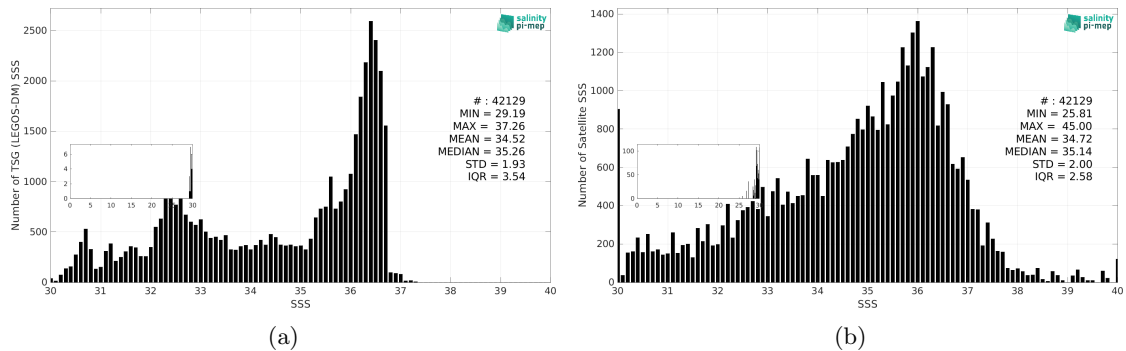 2500
2000
1500
1000
500
0
Number of TSG (LEGOS-DM) SSS
30 31 32 33 34 35 36 37 38 39 40
SSS
salinity
pi-mep
# : 42129
MIN = 29.19
MAX = 37.26
MEAN = 34.52
MEDIAN = 35.26
STD = 1.93
IQR = 3.54
6
4
2
0
0 5 10 15 20 25 30
(a)
1400
1200
1000
800
600
400
200
0
Number of Satellite SSS
30 31 32 33 34 35 36 37 38 39 40
SSS
salinity
pi-mep
# : 42129
MIN = 25.81
MAX = 45.00
MEAN = 34.72
MEDIAN = 35.14
STD = 2.00
IQR = 2.58
100
50
0
0 5 10 15 20 25 30
(b)